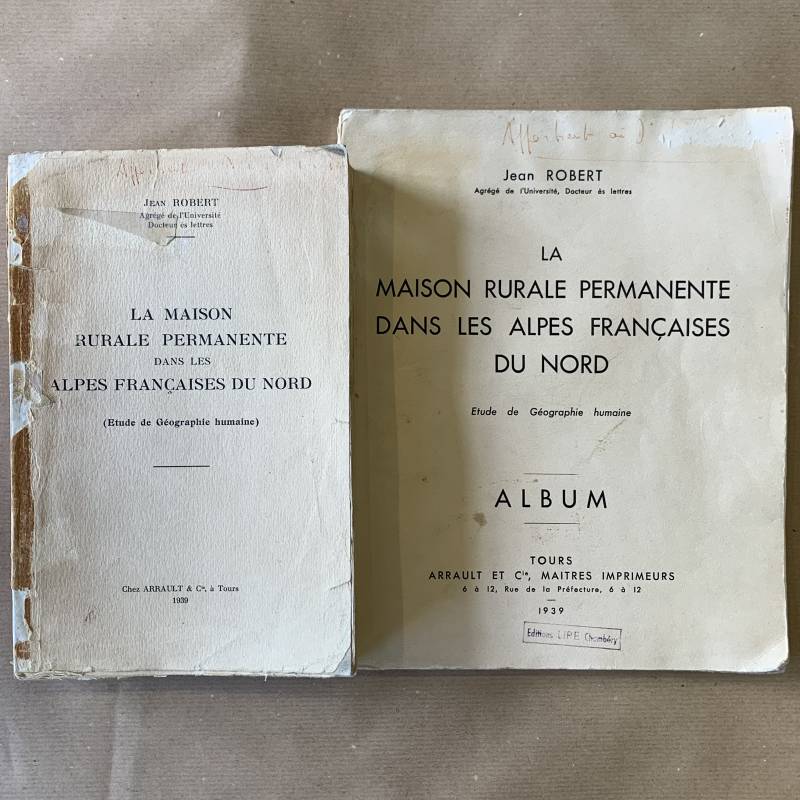 Appartient
Jean ROBERT
Agrégé de l'Université
Docteur ès lettres
LA MAISON
RURALE PERMANENTE
DANS LES
ALPES FRANÇAISES DU NORD
(Etude de Géographie humaine)
Chez ARRAULT & Cie, à Tours
1939
Appartient à
Jean ROBERT
Agrégé de l'Université, Docteur ès lettres
LA
MAISON RURALE PERMANENTE
DANS LES ALPES FRANÇAISES
DU NORD
Etude de Géographie humaine
ALBUM
TOURS
ARRAULT ET Cie, MAITRES IMPRIMEURS
6 à 12, Rue de la Préfecture, 6 à 12
1939
Editions LIRE Chambéry